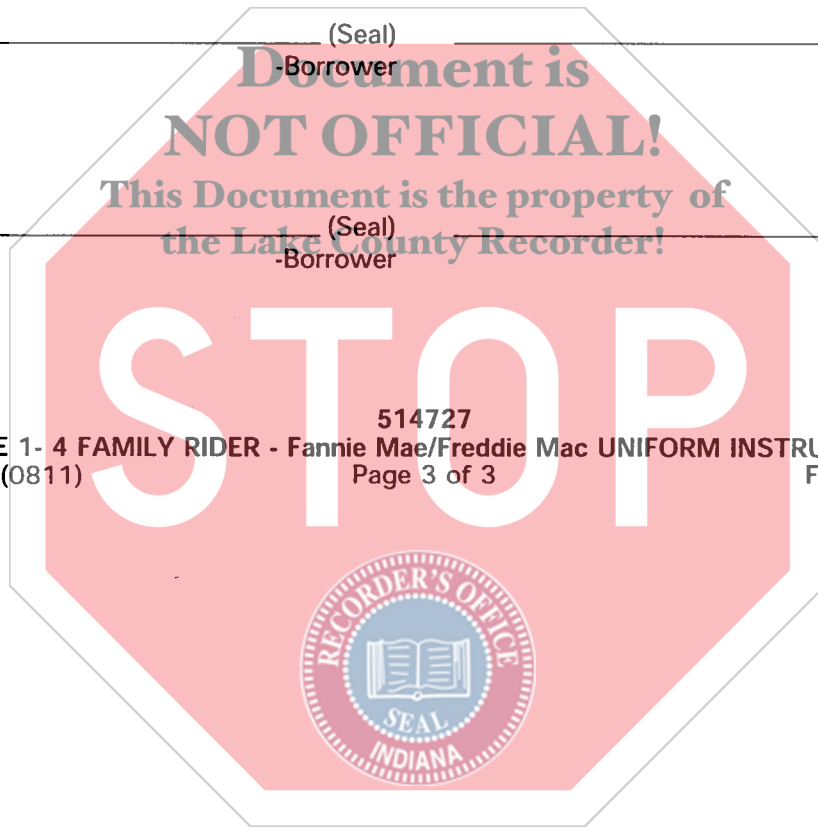 (Seal)
-Borrower
Document is
NOT OFFICIAL!
This Document is the property of
(Seal)
the Lake County Recorder!
-Borrower
STOP
514727
E 1- 4 FAMILY RIDER - Fannie Mae/Freddie Mac UNIFORM INSTRU
(0811) Page 3 of 3 F
RECORDER'S OFFICE
SEAL
INDIANA